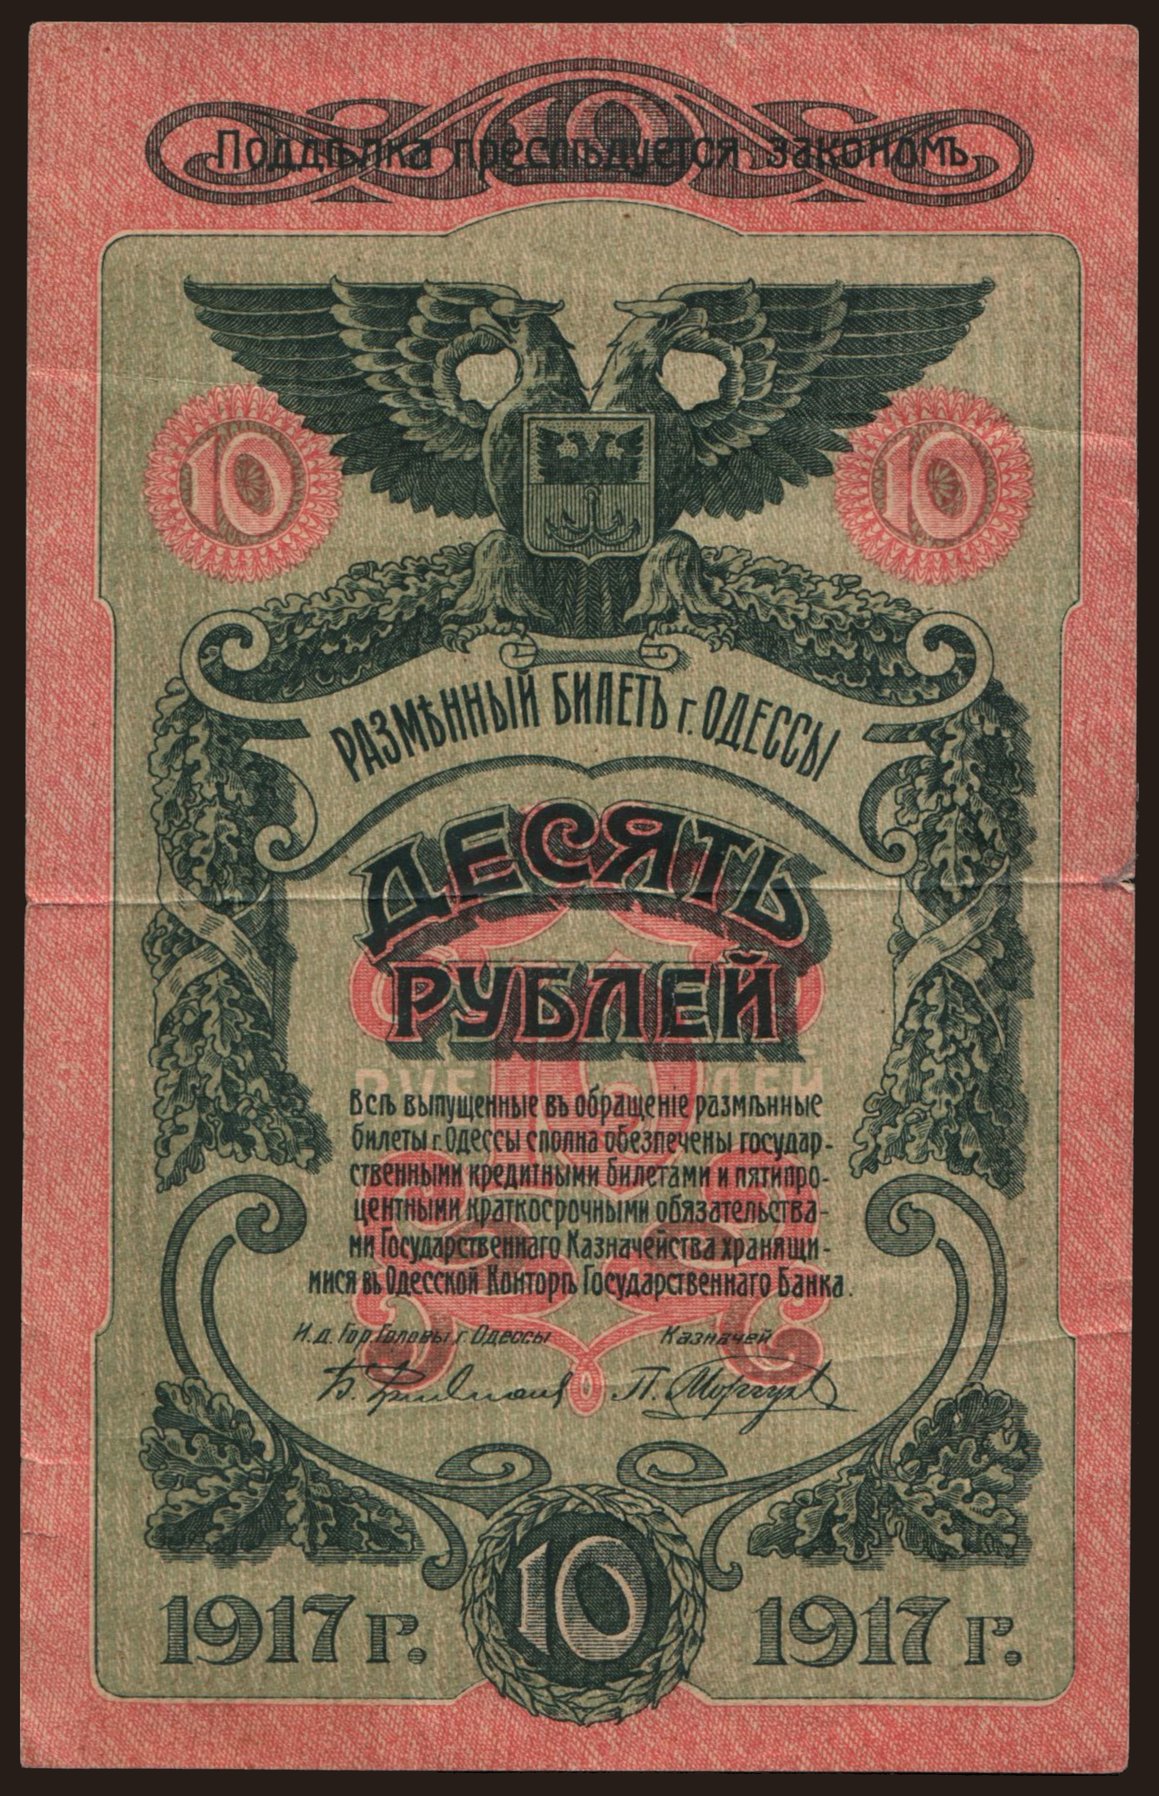 Поддѣлка преслѣдуется закономъ
10
10 10
РАЗМѢННЫЙ БИЛЕТЪ г. ОДЕССЫ
ДЕСЯТЬ
РУБЛЕЙ
Всѣ выпущенные въ обращеніе размѣнные
билеты г. Одессы сполна обезпечены государ-
ственными кредитными билетами и пятипро-
центными краткосрочными обязательства-
ми Государственнаго Казначейства хранящи-
мися въ Одесской Конторѣ Государственнаго Банка.
И.д. Гор. Головы г. Одессы Казначей
10
1917 г. 1917 г.